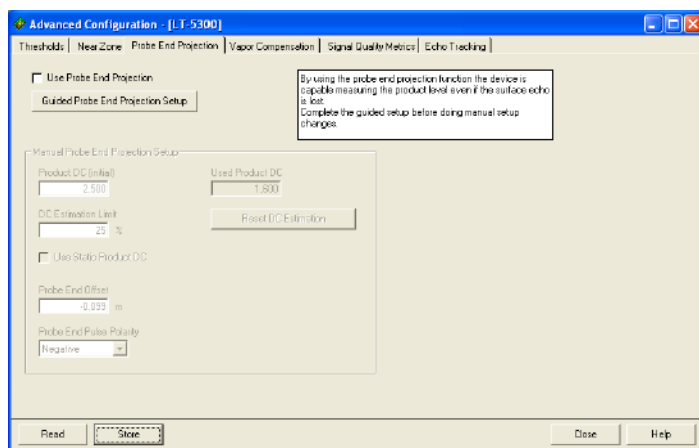 Advanced Configuration - [LT-5300]
Thresholds Near Zone Probe End Projection Vapor Compensation Signal Quality Metrics Echo Tracking
Use Probe End Projection
Guided Probe End Projection Setup
By using the probe end projection function the device is
capable measuring the product level even if the surface echo
is lost.
Complete the guided setup before doing manual setup
changes.
Manual Probe End Projection Setup
Product DC (initial)
2.500
Used Product DC
1.600
DC Estimation Limit
25 %
Reset DC Estimation
Use Static Product DC
Probe End Offset
-0.099 m
Probe End Pulse Polarity
Negative
Read
Store
Close
Help